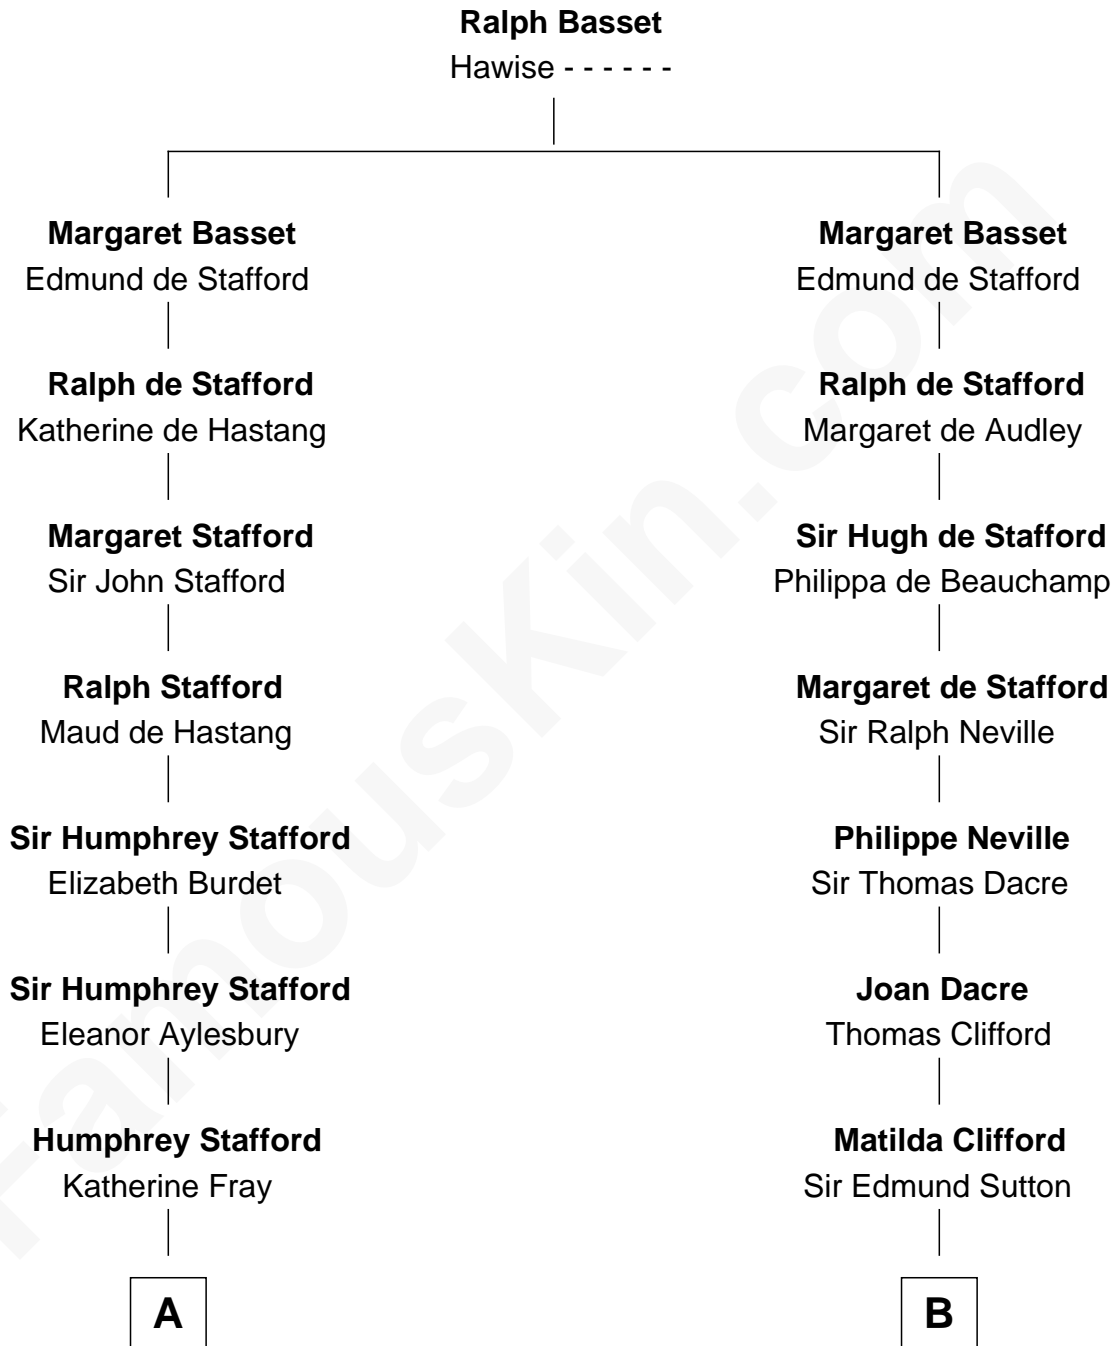 Ralph Basset
Hawise - - - - - -
Margaret Basset
Edmund de Stafford
Margaret Basset
Edmund de Stafford
Ralph de Stafford
Katherine de Hastang
Ralph de Stafford
Margaret de Audley
Margaret Stafford
Sir John Stafford
Sir Hugh de Stafford
Philippa de Beauchamp
Ralph Stafford
Maud de Hastang
Margaret de Stafford
Sir Ralph Neville
Sir Humphrey Stafford
Elizabeth Burdet
Philippe Neville
Sir Thomas Dacre
Sir Humphrey Stafford
Eleanor Aylesbury
Joan Dacre
Thomas Clifford
Humphrey Stafford
Katherine Fray
Matilda Clifford
Sir Edmund Sutton
A
B
FamousKin.com